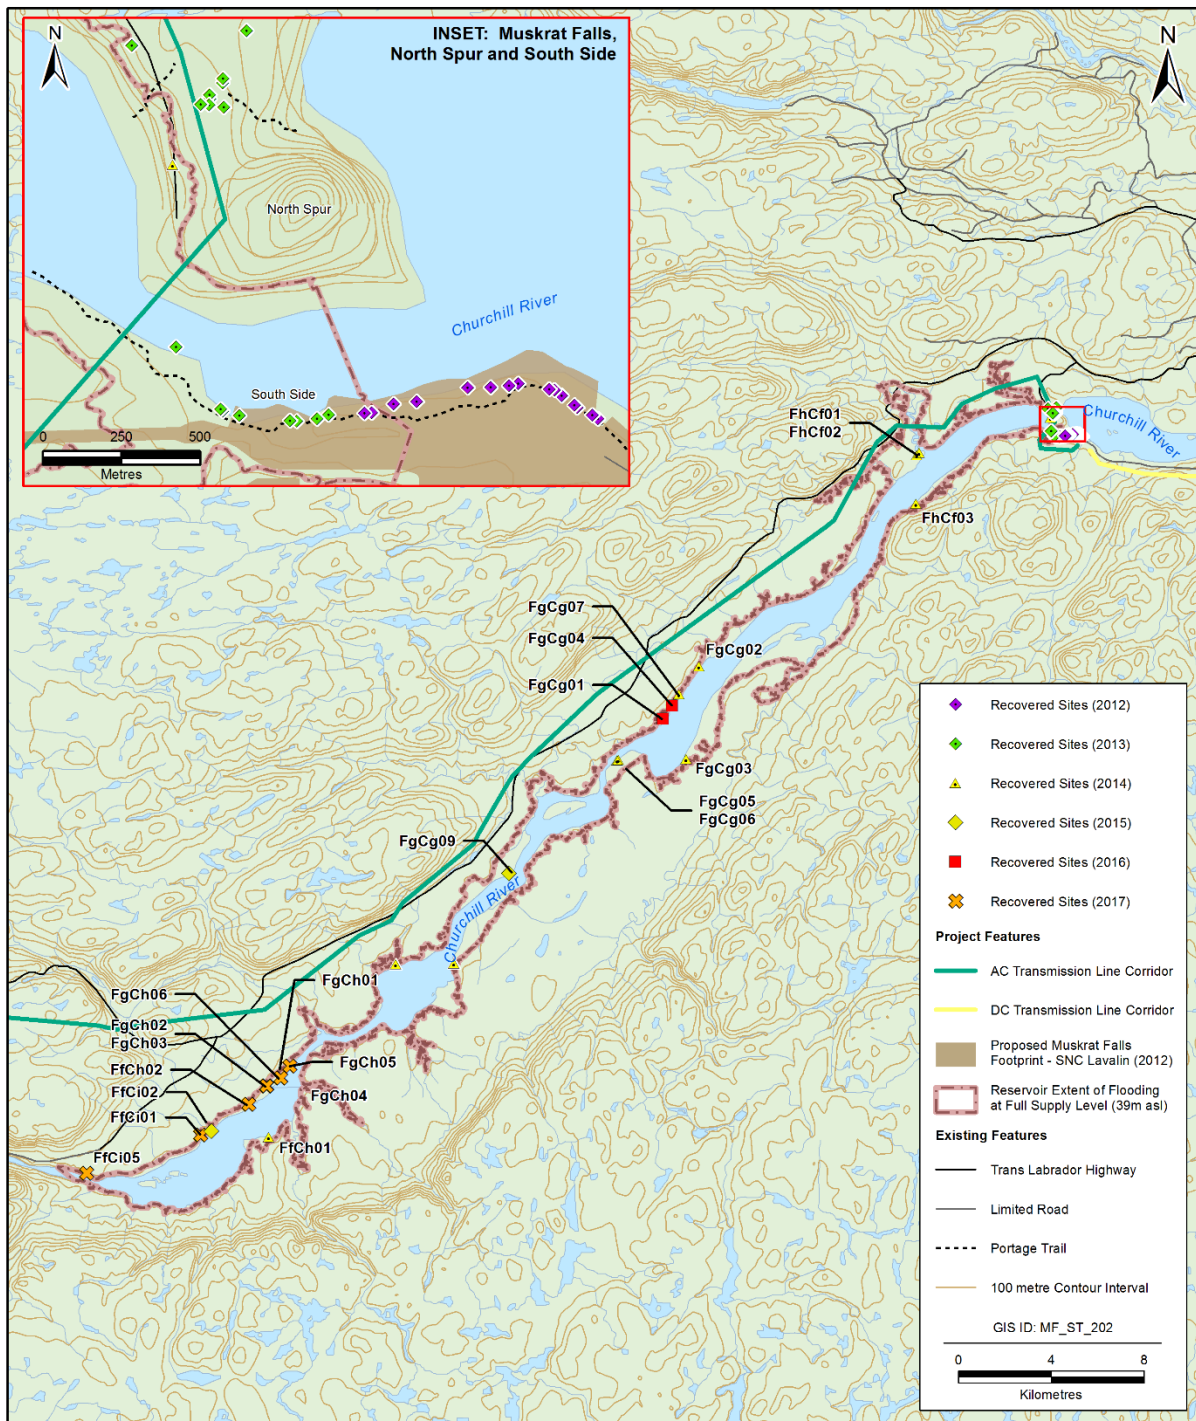 N
INSET: Muskrat Falls,
North Spur and South Side
North Spur
Churchill River
South Side
0 250 500
Metres
N
FhCf01
FhCf02
Churchill River
FhCf03
FgCg07
FgCg04
FgCg02
FgCg01
FgCg03
FgCg05
FgCg06
FgCg09
Churchill River
FgCh01
FgCh06
FgCh02
FgCh03
FgCh05
FfCh02
FgCh04
FfCi02
FfCi01
FfCh01
FfCi05
Recovered Sites (2012)
Recovered Sites (2013)
Recovered Sites (2014)
Recovered Sites (2015)
Recovered Sites (2016)
Recovered Sites (2017)
Project Features
AC Transmission Line Corridor
DC Transmission Line Corridor
Proposed Muskrat Falls
Footprint - SNC Lavalin (2012)
Reservoir Extent of Flooding
at Full Supply Level (39m asl)
Existing Features
Trans Labrador Highway
Limited Road
Portage Trail
100 metre Contour Interval
GIS ID: MF_ST_202
0 4 8
Kilometres